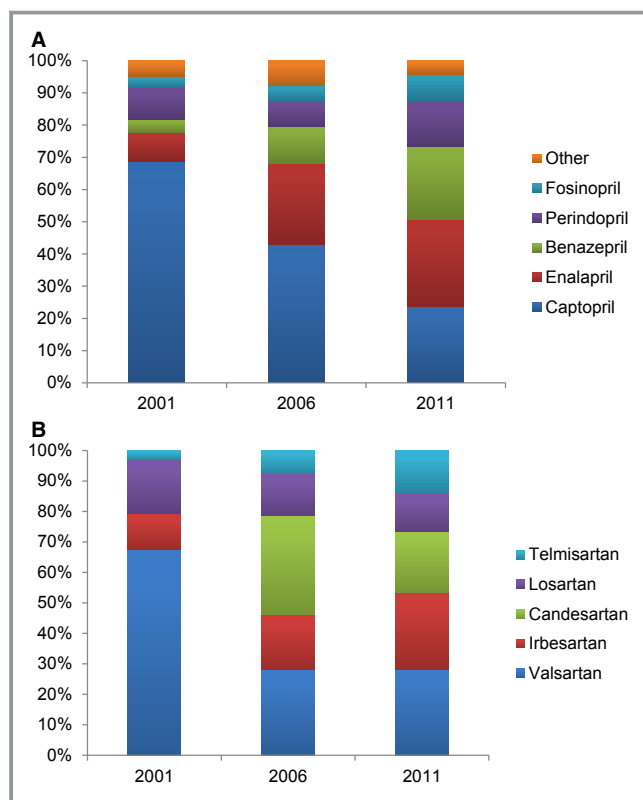 A
100%
90%
80%
70%
60%
50%
40%
30%
20%
10%
0%
2001 2006 2011
Other
Fosinopril
Perindopril
Benazepril
Enalapril
Captopril
B
100%
90%
80%
70%
60%
50%
40%
30%
20%
10%
0%
2001 2006 2011
Telmisartan
Losartan
Candesartan
Irbesartan
Valsartan